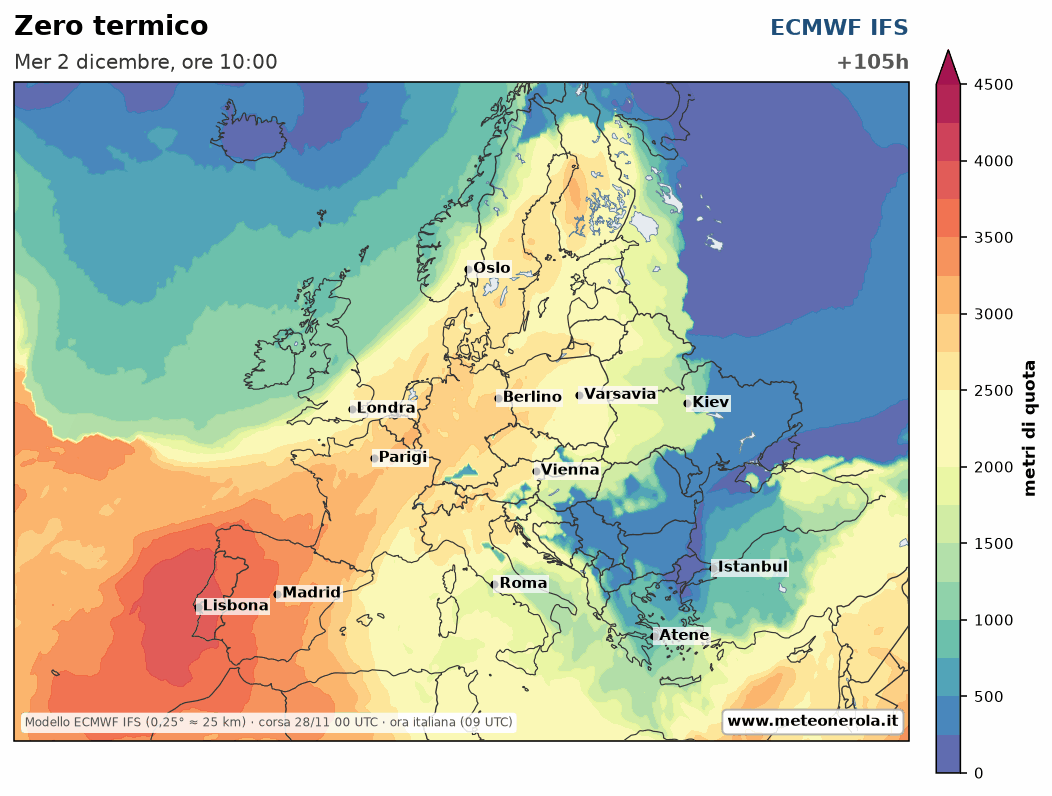 Zero termico
ECMWF IFS
Mer 2 dicembre, ore 10:00
+105h
4500
4000
3500
3000
2500
2000
1500
1000
500
0
metri di quota
Oslo
Berlino
Varsavia
Londra
Kiev
Parigi
Vienna
Istanbul
Roma
Madrid
Lisbona
Atene
Modello ECMWF IFS (0,25° ≈ 25 km) · corsa 28/11 00 UTC · ora italiana (09 UTC)
www.meteonerola.it